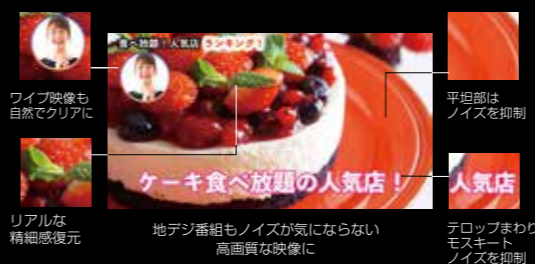 食べ放題!人気店 ランキング!
ワイプ映像も
自然でクリアに
平坦部は
ノイズを抑制
ケーキ食べ放題の人気店!
人気店!
リアルな
精細感復元
地デジ番組もノイズが気にならない
高画質な映像に
テロップまわり
モスキート
ノイズを抑制